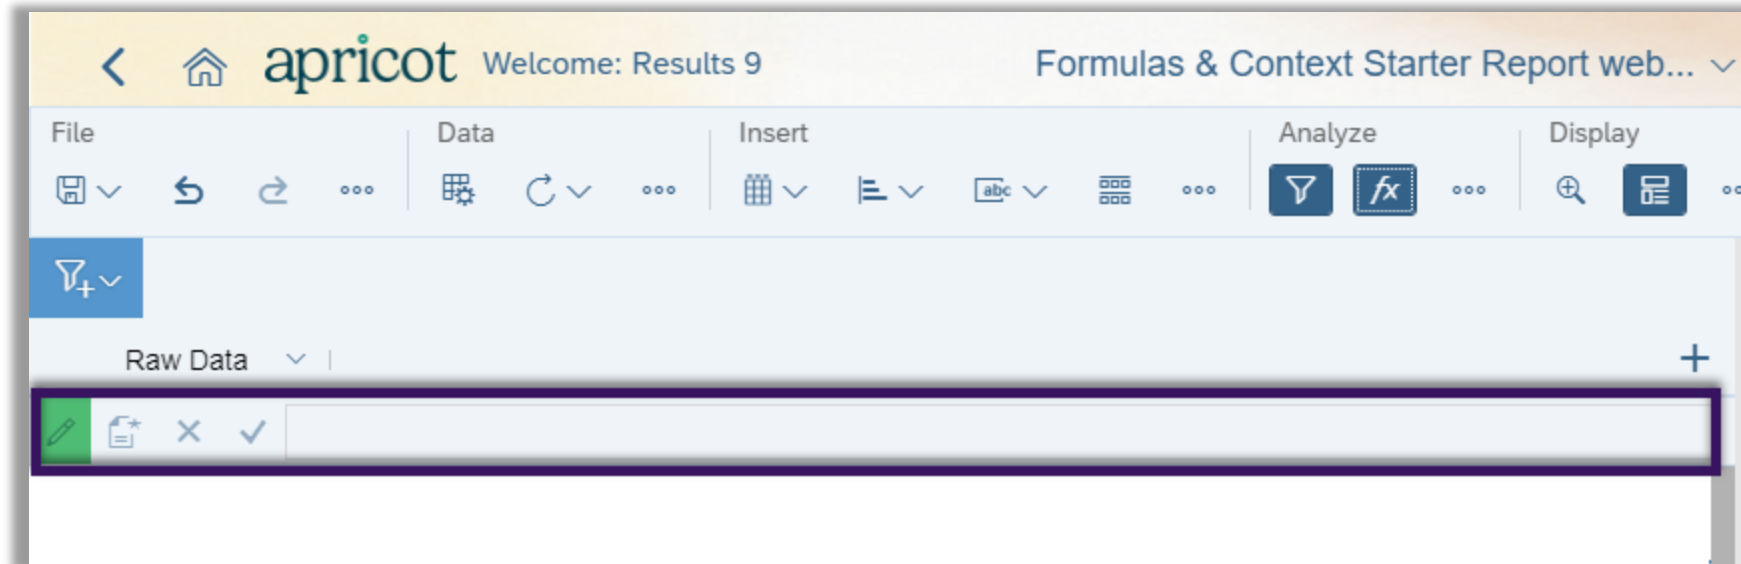 apricot Welcome: Results 9 Formulas & Context Starter Report web...
File Data Insert Analyze Display
abc fx
Raw Data